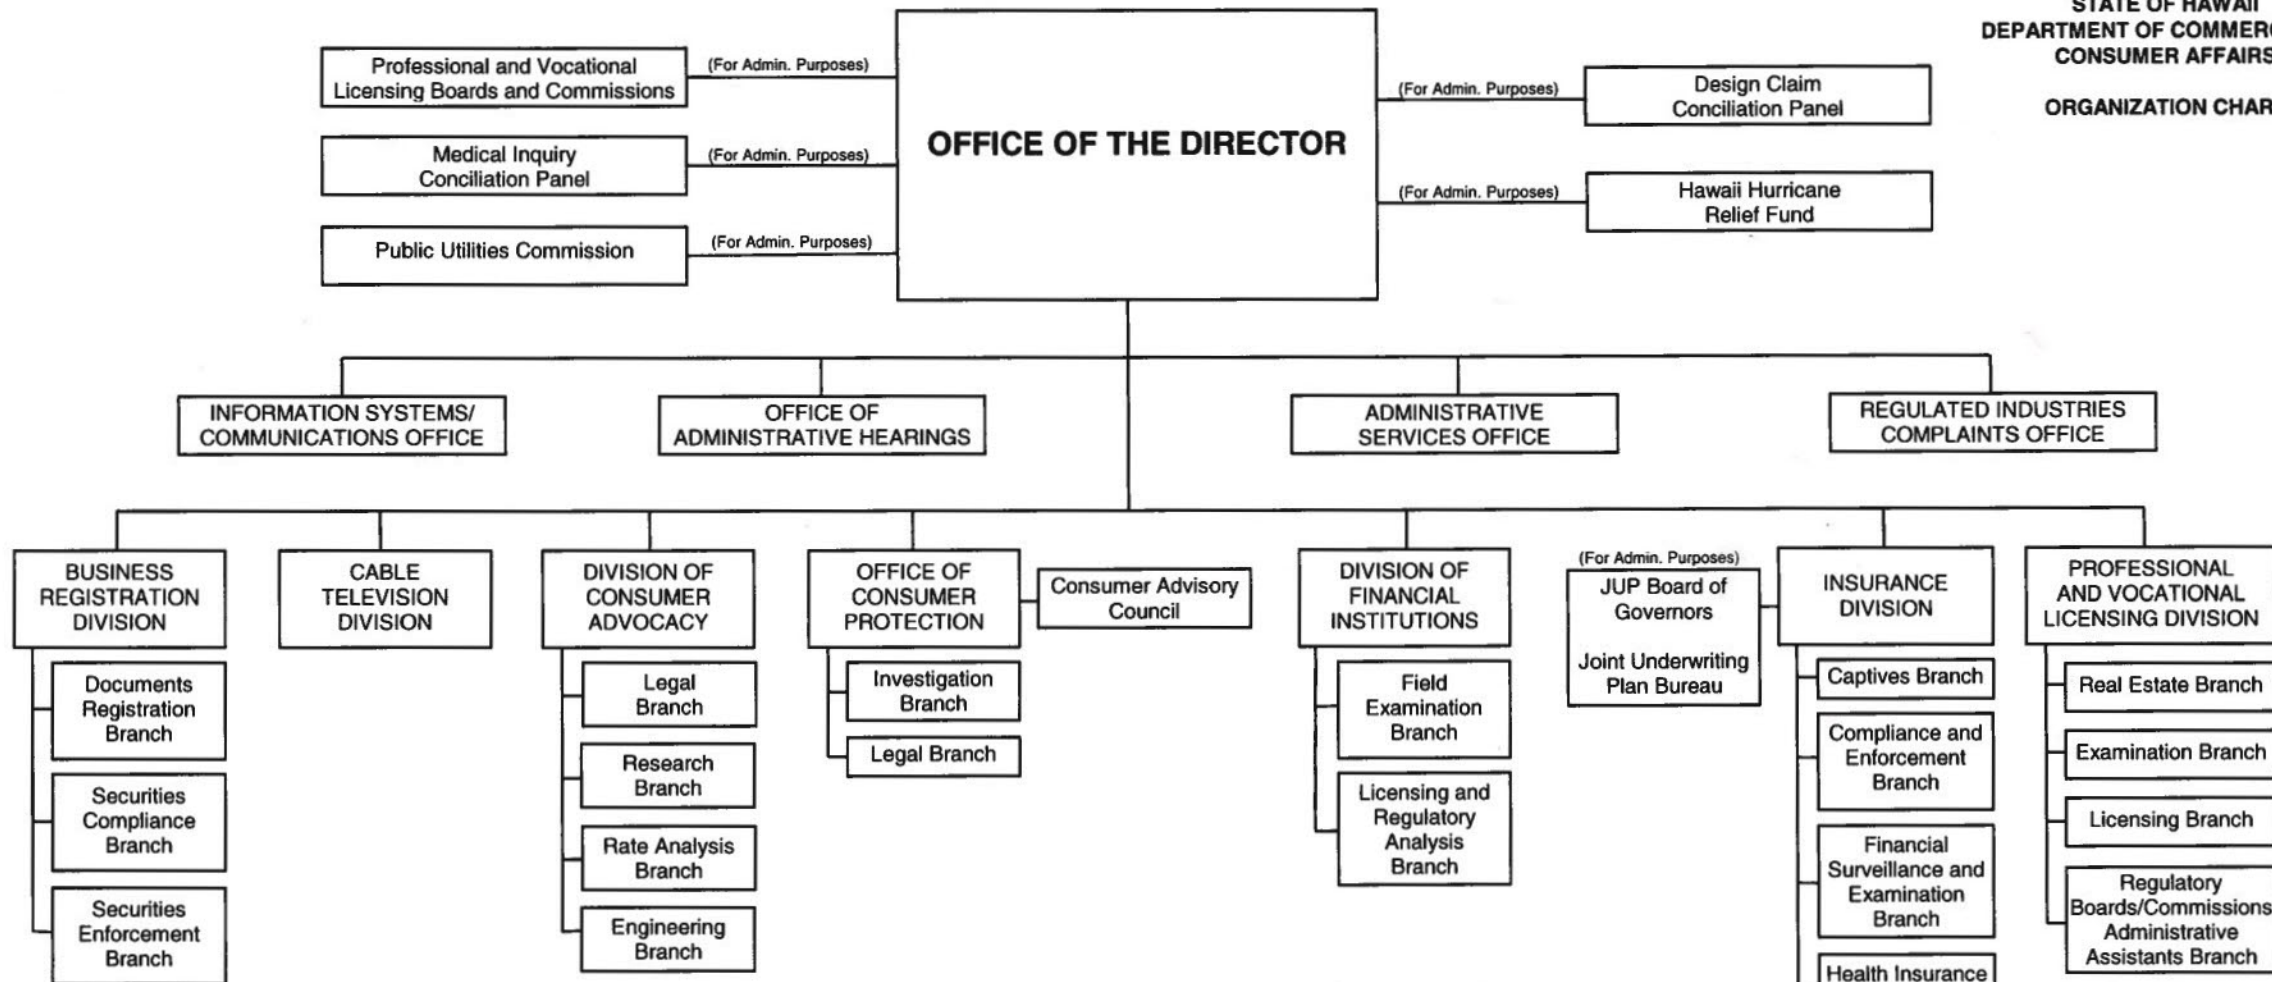 STATE OF HAWAII
DEPARTMENT OF
CONSUMER AFFAIRS
ORGANIZATION
Professional and Vocational
Licensing Boards and Commissions
(For Admin. Purposes)
Medical Inquiry
Conciliation Panel
(For Admin. Purposes)
Public Utilities Commission
(For Admin. Purposes)
OFFICE OF THE DIRECTOR
(For Admin. Purposes)
Design Claim
Conciliation Panel
(For Admin. Purposes)
Hawaii Hurricane
Relief Fund
INFORMATION SYSTEMS/
COMMUNICATIONS OFFICE
OFFICE OF
ADMINISTRATIVE HEARINGS
ADMINISTRATIVE
SERVICES OFFICE
REGULATED INDUSTRIES
COMPLAINTS OFFICE
BUSINESS
REGISTRATION
DIVISION
Documents
Registration
Branch
Securities
Compliance
Branch
Securities
Enforcement
Branch
CABLE
TELEVISION
DIVISION
DIVISION OF
CONSUMER
ADVOCACY
Legal
Branch
Research
Branch
Rate Analysis
Branch
Engineering
Branch
OFFICE OF
CONSUMER
PROTECTION
Consumer Advisory
Council
Investigation
Branch
Legal Branch
DIVISION OF
FINANCIAL
INSTITUTIONS
Field
Examination
Branch
Licensing and
Regulatory
Analysis
Branch
(For Admin. Purposes)
JUP Board of
Governors
Joint Underwriting
Plan Bureau
INSURANCE
DIVISION
Captives Branch
Compliance and
Enforcement
Branch
Financial
Surveillance and
Examination
Branch
Health Insurance
PROFESSIONAL
AND VOCATIONAL
LICENSING DIVISION
Real Estate Branch
Examination Branch
Licensing Branch
Regulatory
Boards/Commissions
Administrative
Assistants Branch